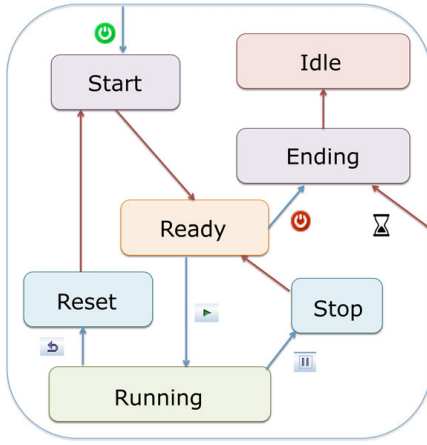 Start
Idle
Ending
Ready
Reset
Stop
Running